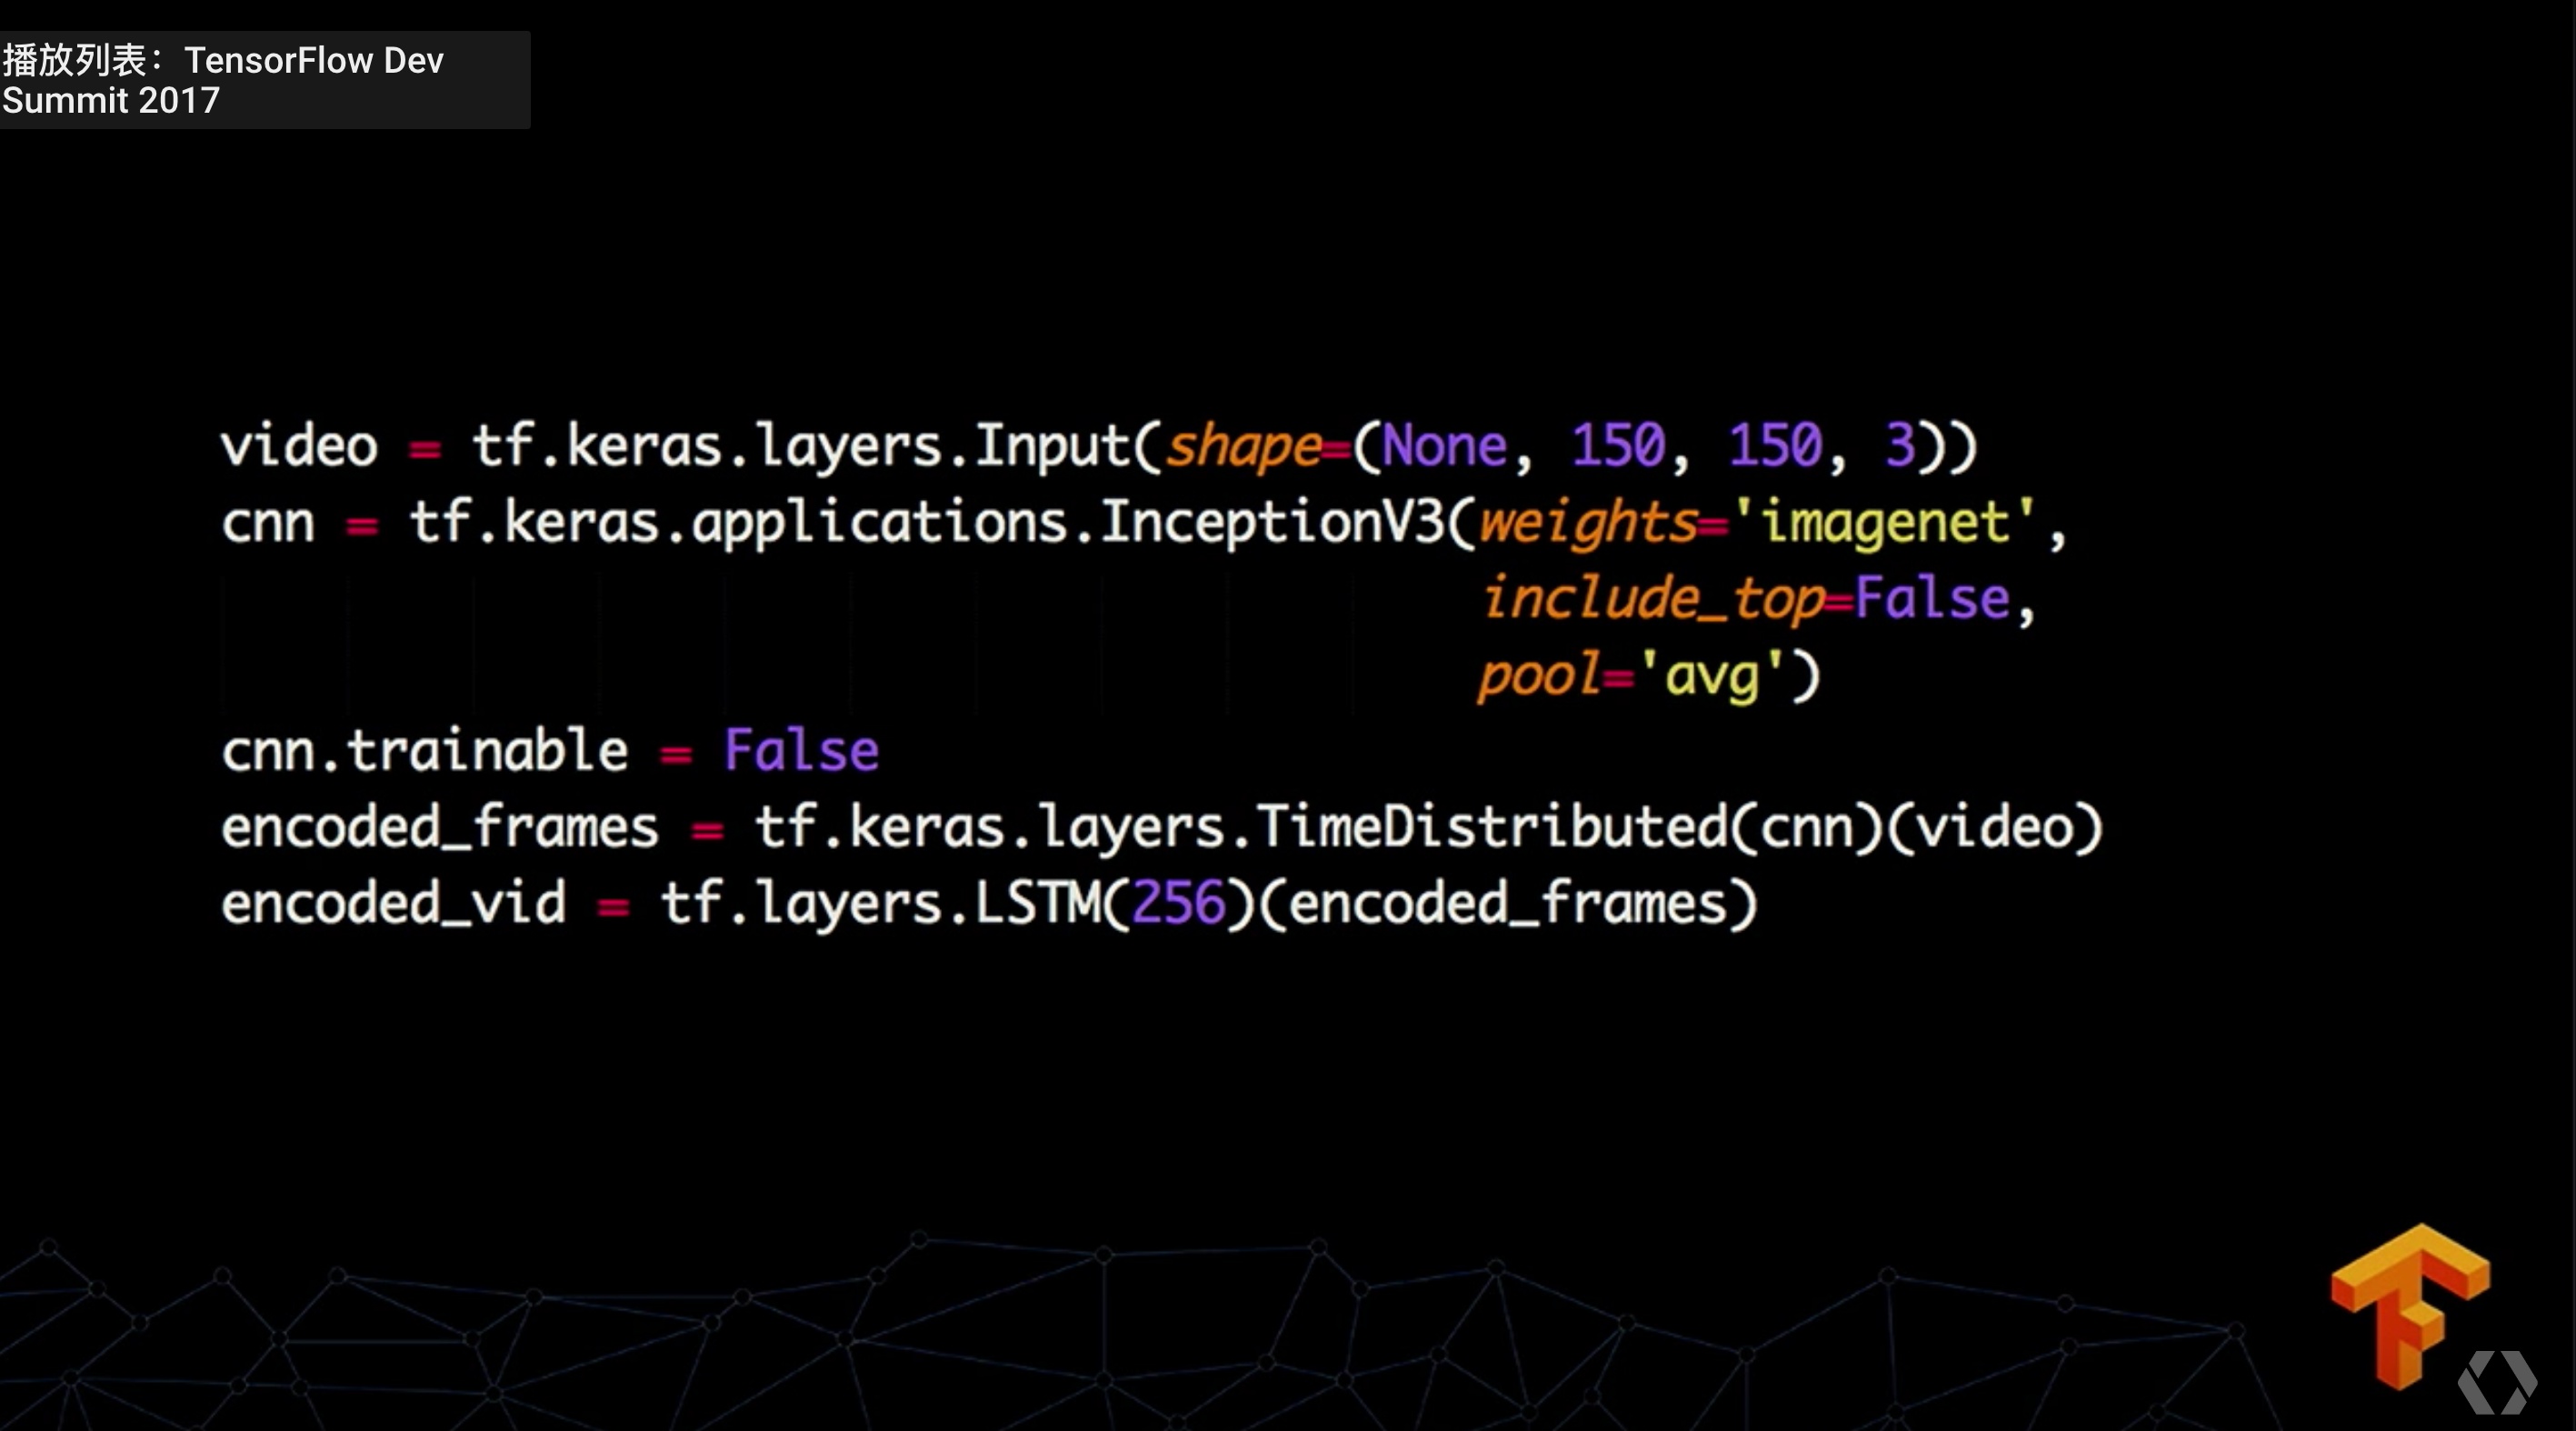 播放列表：TensorFlow Dev
Summit 2017
video = tf.keras.layers.Input(shape=(None, 150, 150, 3))
cnn = tf.keras.applications.InceptionV3(weights='imagenet',
include_top=False,
pool='avg')
cnn.trainable = False
encoded_frames = tf.keras.layers.TimeDistributed(cnn)(video)
encoded_vid = tf.layers.LSTM(256)(encoded_frames)